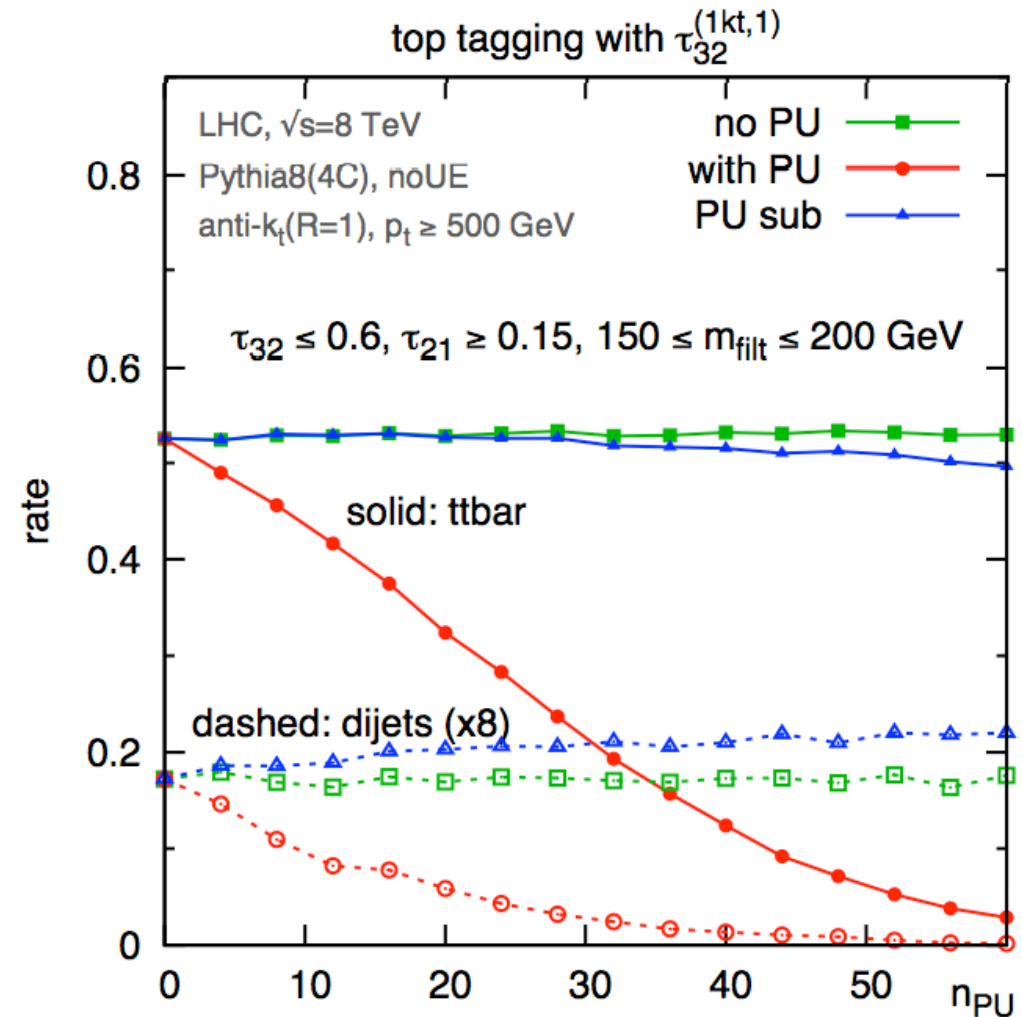 top tagging with τ₃₂⁽¹ᵏᵗ,¹⁾
LHC, √s=8 TeV
Pythia8(4C), noUE
anti-kₜ(R=1), pₜ ≥ 500 GeV
no PU
with PU
PU sub
τ₃₂ ≤ 0.6, τ₂₁ ≥ 0.15, 150 ≤ m_filt ≤ 200 GeV
solid: ttbar
dashed: dijets (x8)
rate
0.8
0.6
0.4
0.2
0
0 10 20 30 40 50 n_PU